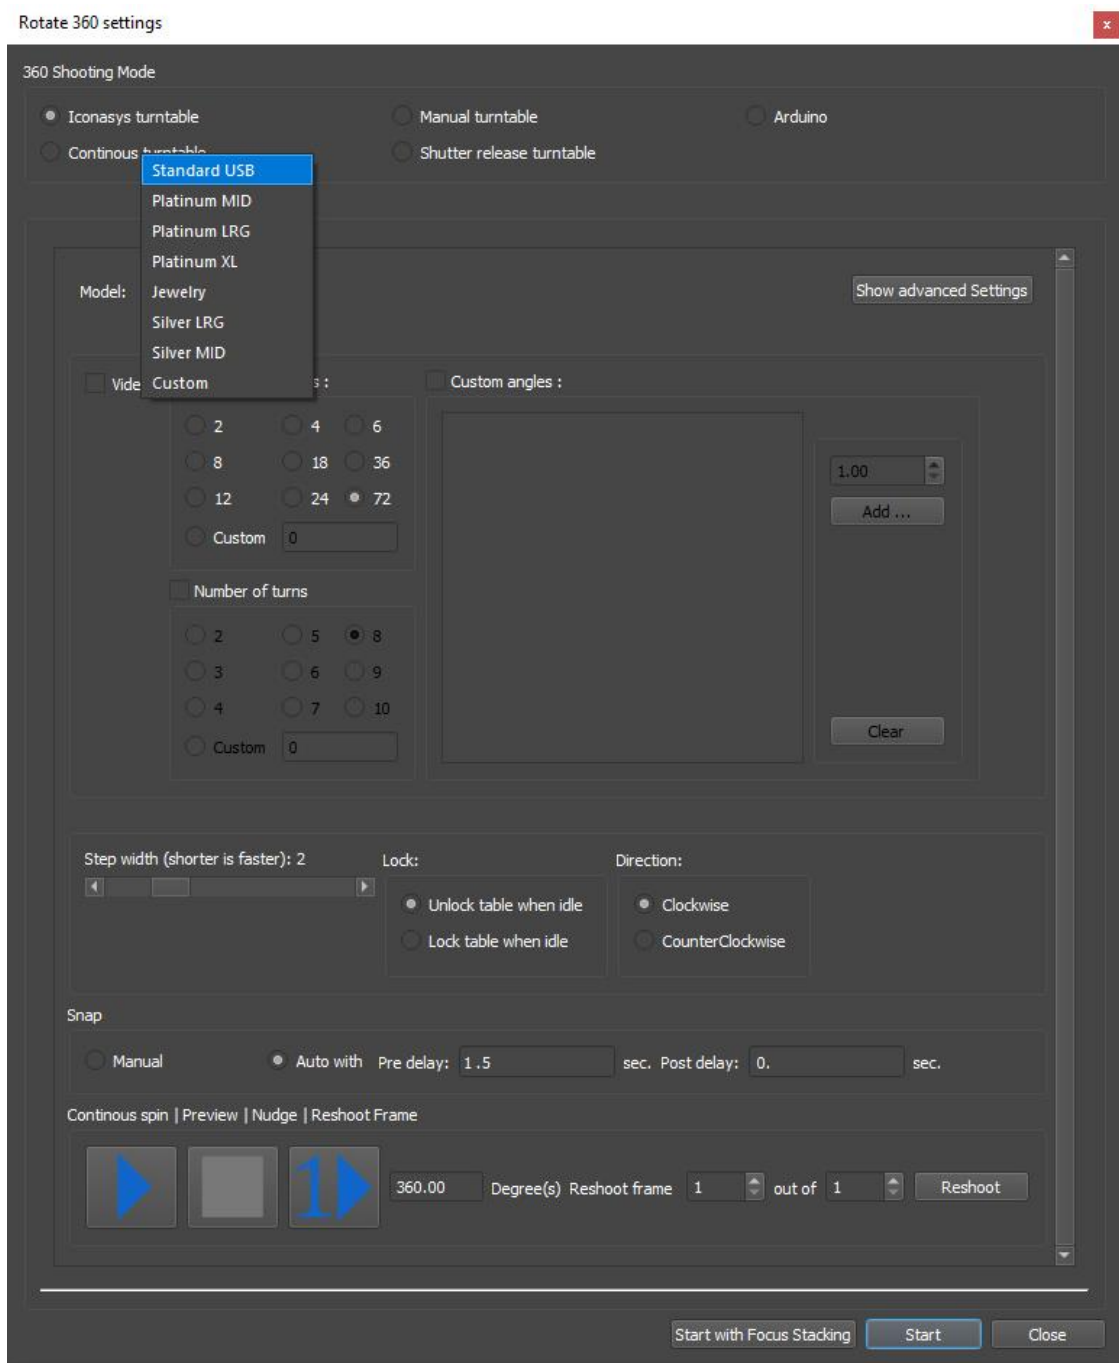 Rotate 360 settings
x
360 Shooting Mode
Iconasys turntable Manual turntable Arduino
Continous turntable Shutter release turntable
Standard USB
Platinum MID
Platinum LRG
Platinum XL
Model: Jewelry Show advanced Settings
Silver LRG
Silver MID
Vide Custom s : Custom angles :
2 4 6
8 18 36
1.00
12 24 72
Add ...
Custom 0
Number of turns
2 5 8
3 6 9
4 7 10
Clear
Custom 0
Step width (shorter is faster): 2 Lock: Direction:
Unlock table when idle Clockwise
Lock table when idle CounterClockwise
Snap
Manual Auto with Pre delay: 1.5 sec. Post delay: 0. sec.
Continous spin | Preview | Nudge | Reshoot Frame
1 360.00 Degree(s) Reshoot frame 1 out of 1 Reshoot
Start with Focus Stacking Start Close